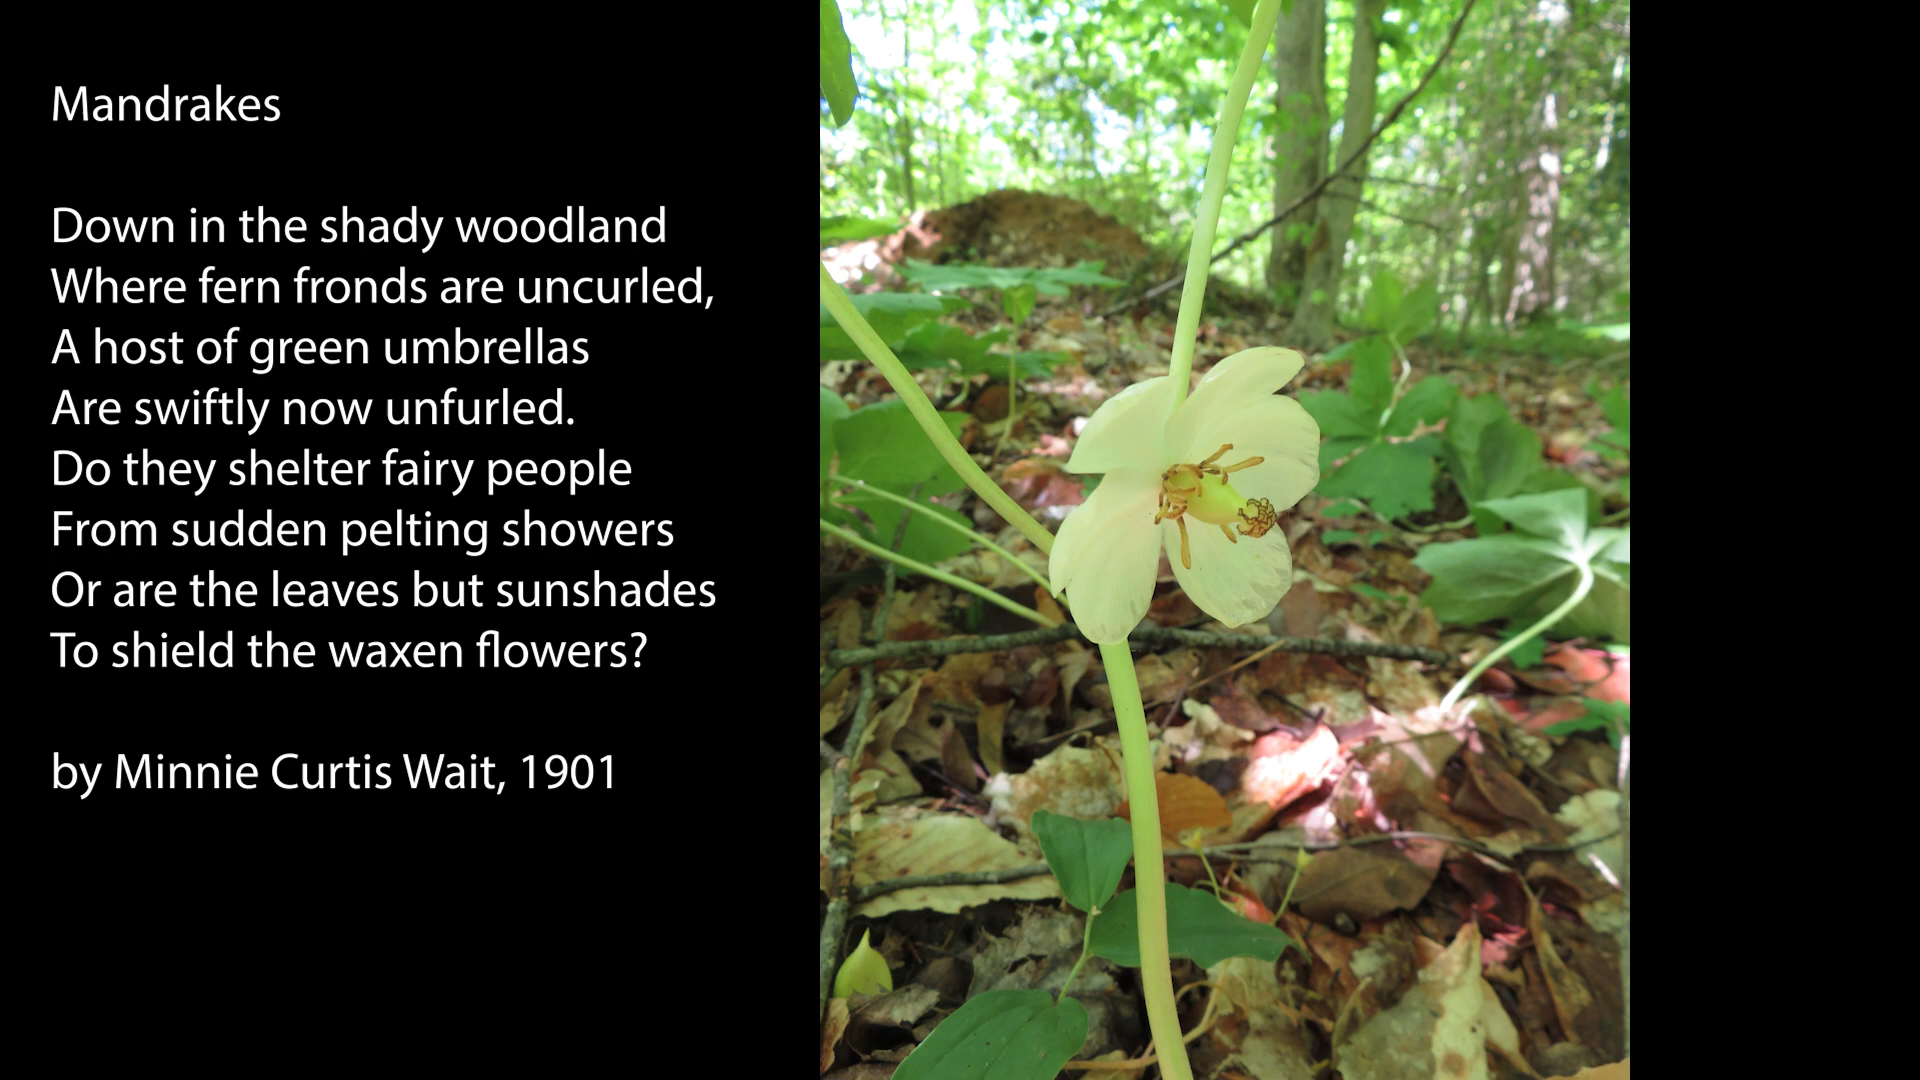 Mandrakes
Down in the shady woodland
Where fern fronds are uncurled,
A host of green umbrellas
Are swiftly now unfurled.
Do they shelter fairy people
From sudden pelting showers
Or are the leaves but sunshades
To shield the waxen flowers?
by Minnie Curtis Wait, 1901